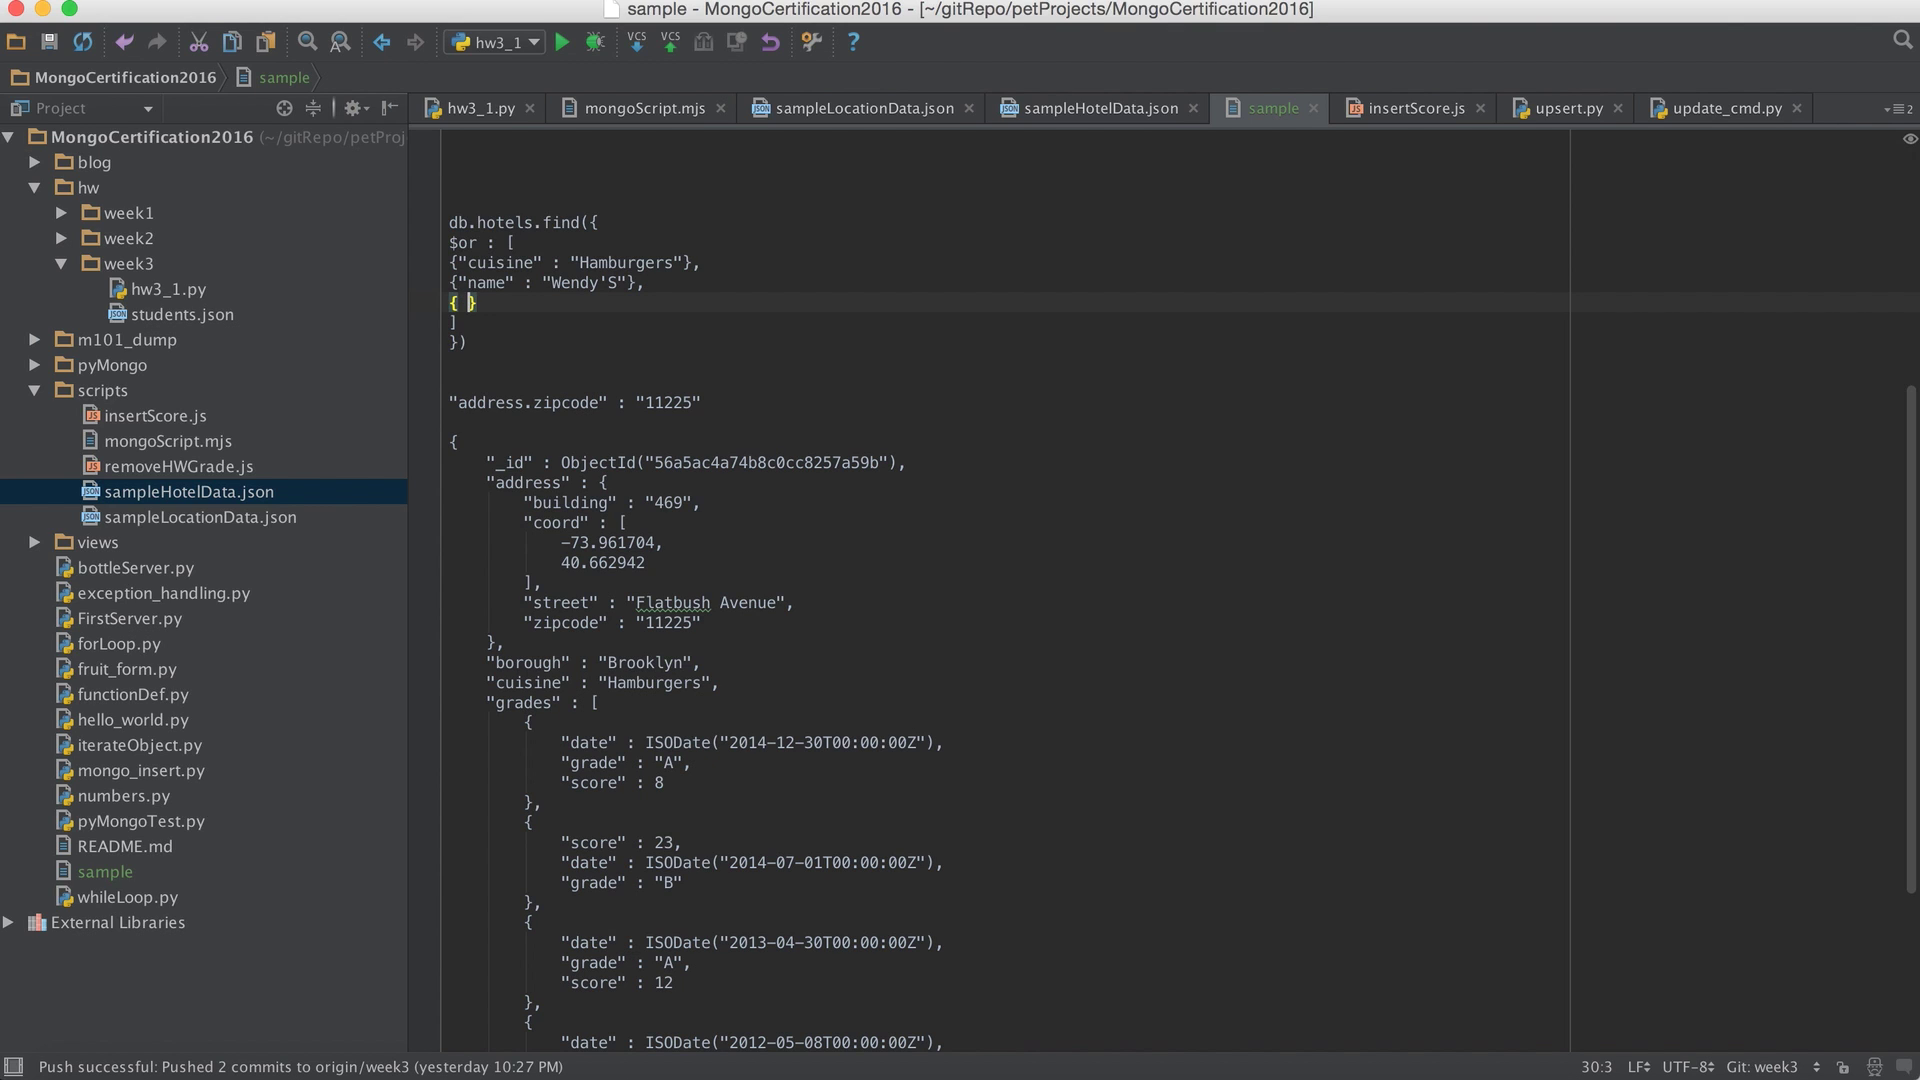 sample - MongoCertification2016 - [~/gitRepo/petProjects/MongoCertification2016]
hw3_1
VCS
VCS
MongoCertification2016
sample
Project
hw3_1.py
mongoScript.mjs
sampleLocationData.json
sampleHotelData.json
sample
insertScore.js
upsert.py
update_cmd.py
2
MongoCertification2016 (~/gitRepo/petProj
blog
hw
week1
week2
week3
hw3_1.py
students.json
m101_dump
pyMongo
scripts
insertScore.js
mongoScript.mjs
removeHWGrade.js
sampleHotelData.json
sampleLocationData.json
views
bottleServer.py
exception_handling.py
FirstServer.py
forLoop.py
fruit_form.py
functionDef.py
hello_world.py
iterateObject.py
mongo_insert.py
numbers.py
pyMongoTest.py
README.md
sample
whileLoop.py
External Libraries
db.hotels.find({
$or : [
{"cuisine" : "Hamburgers"},
{"name" : "Wendy'S"},
{ }
]
})
"address.zipcode" : "11225"
{
"_id" : ObjectId("56a5ac4a74b8c0cc8257a59b"),
"address" : {
"building" : "469",
"coord" : [
-73.961704,
40.662942
],
"street" : "Flatbush Avenue",
"zipcode" : "11225"
},
"borough" : "Brooklyn",
"cuisine" : "Hamburgers",
"grades" : [
{
"date" : ISODate("2014-12-30T00:00:00Z"),
"grade" : "A",
"score" : 8
},
{
"score" : 23,
"date" : ISODate("2014-07-01T00:00:00Z"),
"grade" : "B"
},
{
"date" : ISODate("2013-04-30T00:00:00Z"),
"grade" : "A",
"score" : 12
},
{
"date" : ISODate("2012-05-08T00:00:00Z"),
Push successful: Pushed 2 commits to origin/week3 (yesterday 10:27 PM)
30:3 LF UTF-8 Git: week3